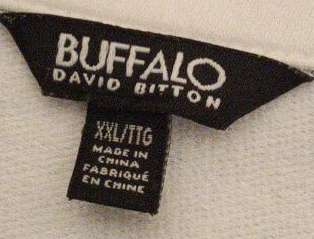 BUFFALO
DAVID BITTON
XXL/TTG
MADE IN
CHINA
FABRIQUÉ
EN CHINE